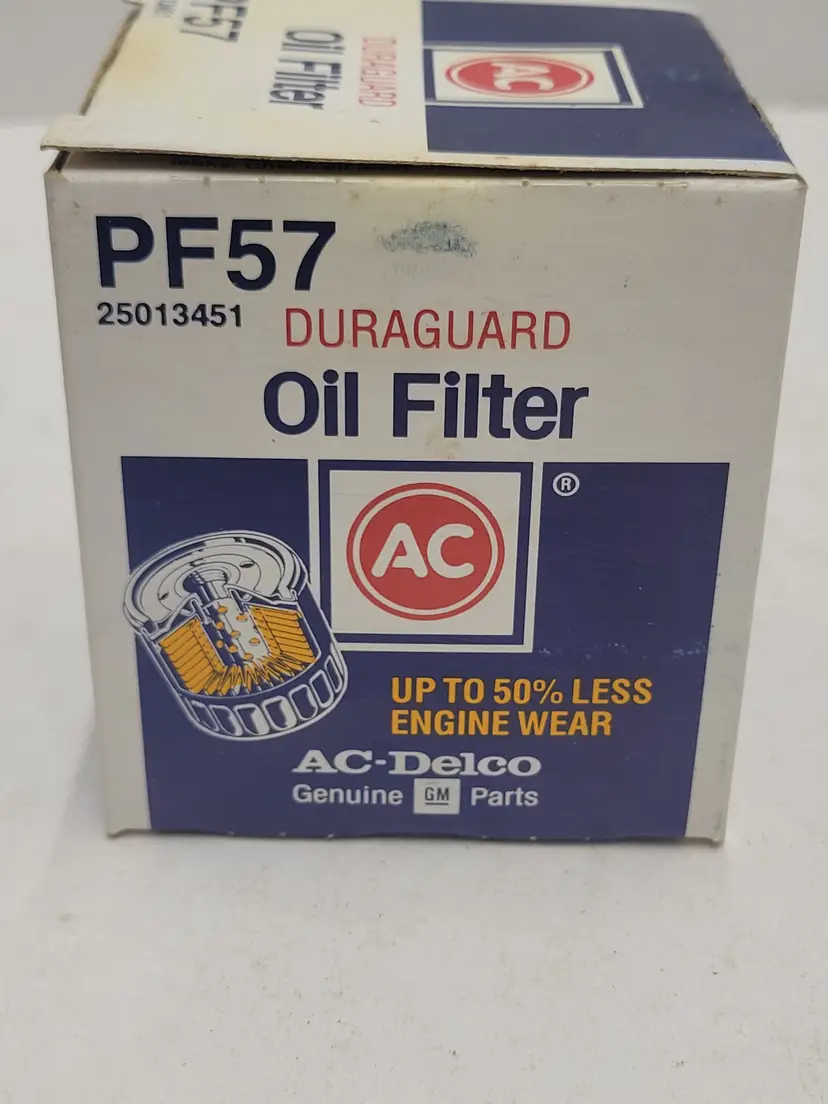 PF57
DURAGUARD
Oil Filter
AC
PF57
25013451
DURAGUARD
Oil Filter
AC
®
UP TO 50% LESS
ENGINE WEAR
AC-Delco
Genuine GM Parts